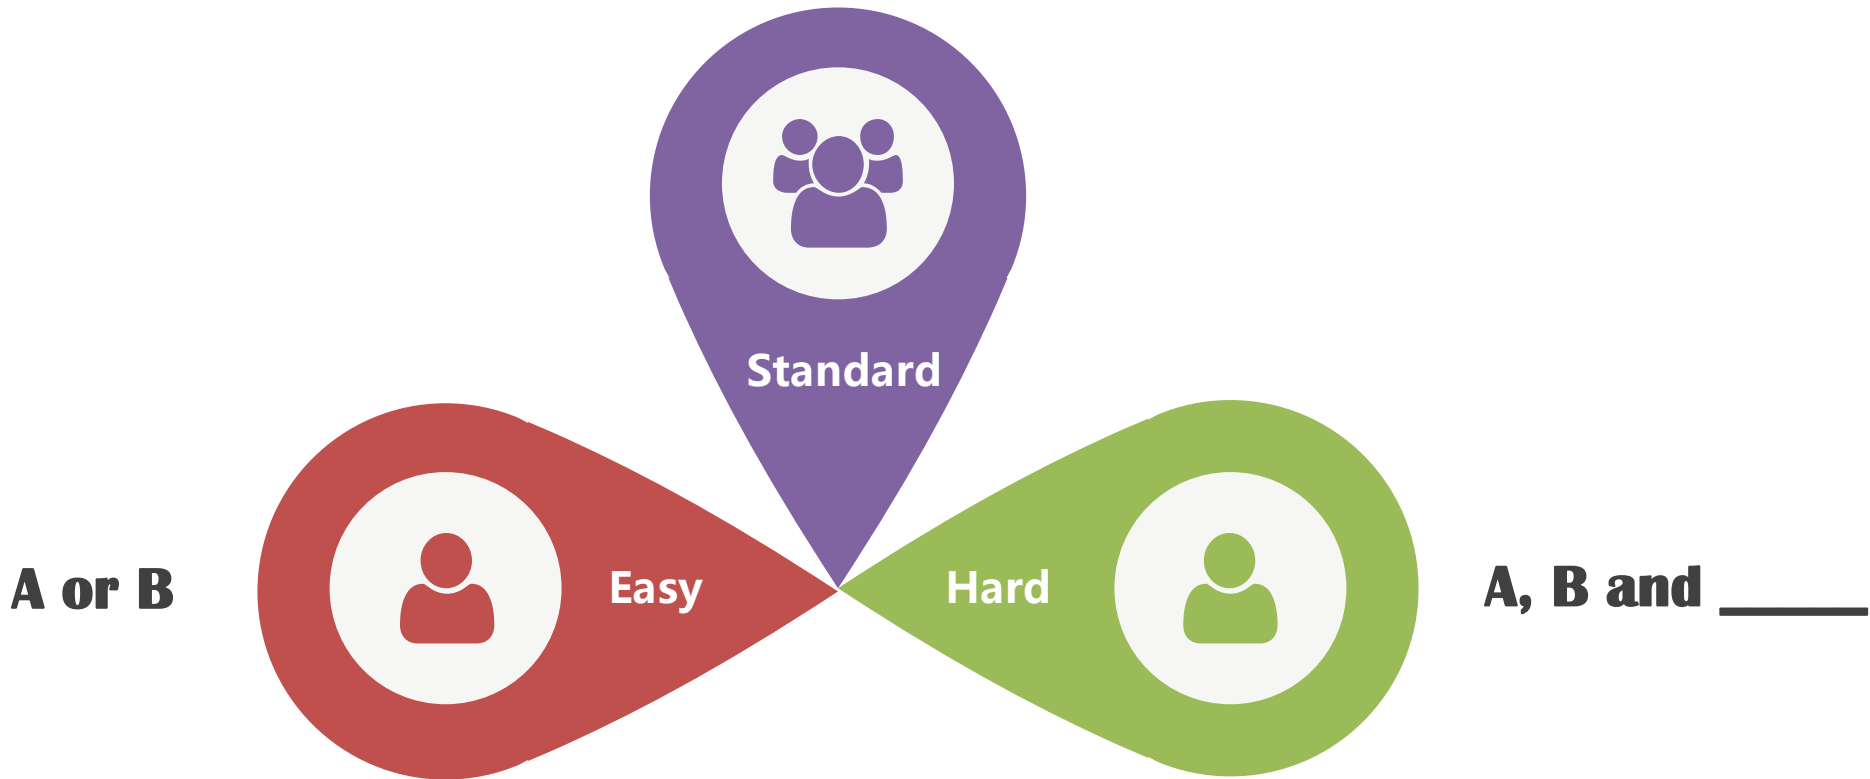 Standard
A or B
Easy
Hard
A, B and _____